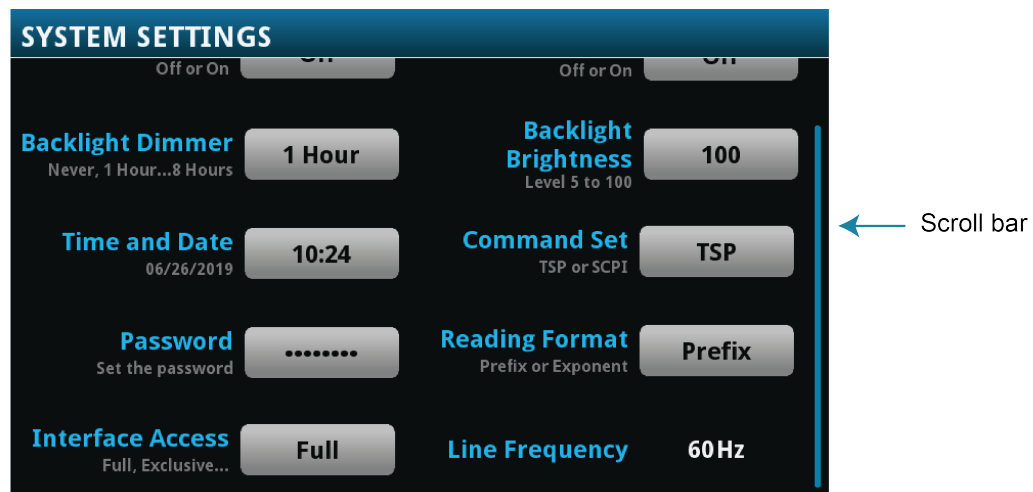 SYSTEM SETTINGS
Off or On
On
Off or On
On
Backlight Dimmer
Never, 1 Hour...8 Hours
1 Hour
Backlight
Brightness
Level 5 to 100
100
Scroll bar
Time and Date
06/26/2019
10:24
Command Set
TSP or SCPI
TSP
Password
Set the password
••••••••
Reading Format
Prefix or Exponent
Prefix
Interface Access
Full, Exclusive...
Full
Line Frequency
60Hz